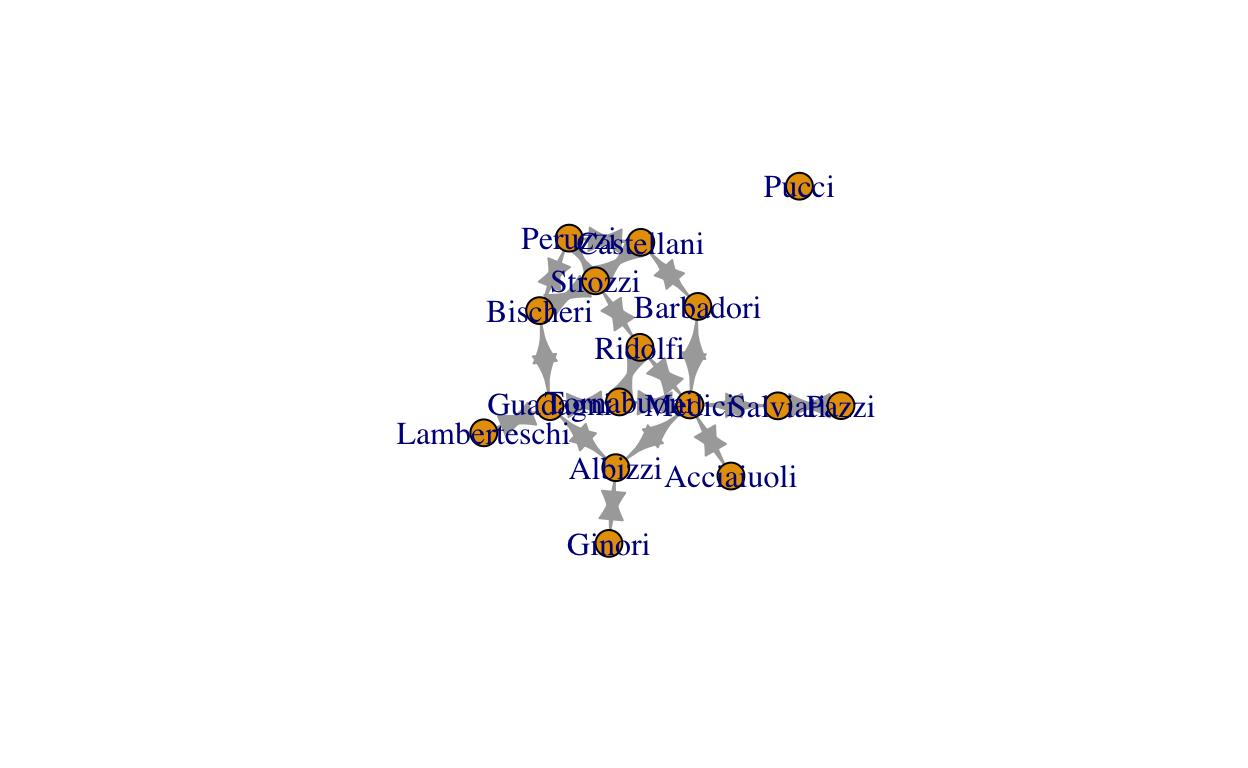 Pucci
Peruzzi
Castellani
Strozzi
Bischeri
Barbadori
Ridolfi
Guadagni
Tornabuoni
Medici
Salviati
Pazzi
Lamberteschi
Albizzi
Acciaiuoli
Ginori